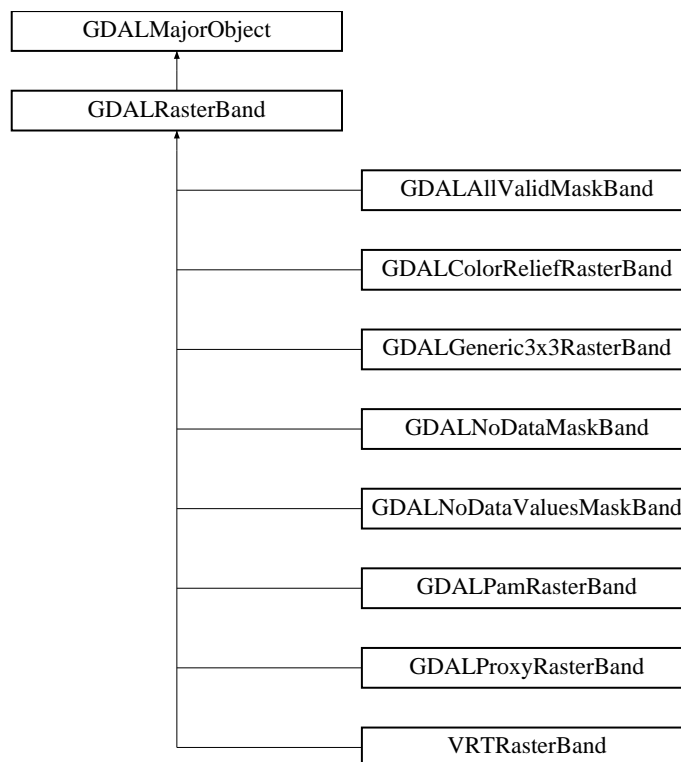 GDALMajorObject
GDALRasterBand
GDALAllValidMaskBand
GDALColorReliefRasterBand
GDALGeneric3x3RasterBand
GDALNoDataMaskBand
GDALNoDataValuesMaskBand
GDALPamRasterBand
GDALProxyRasterBand
VRTRasterBand